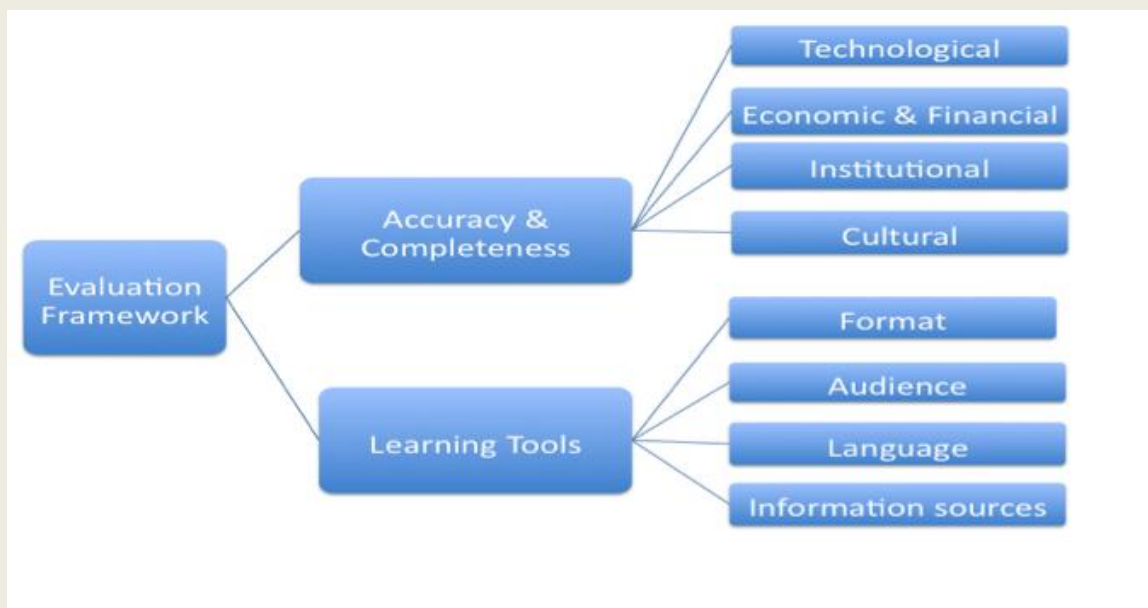 Evaluation
Framework
Accuracy &
Completeness
Technological
Economic & Financial
Institutional
Cultural
Learning Tools
Format
Audience
Language
Information sources